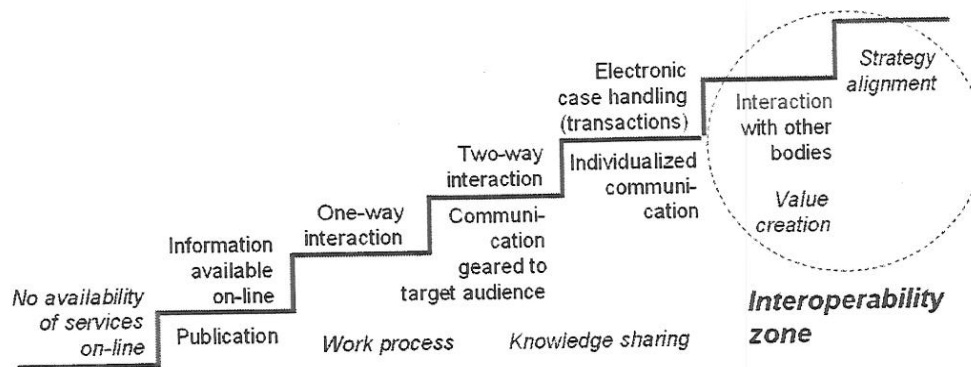 No availability
of services
on-line
Information
available
on-line
Publication
One-way
interaction
Work process
Two-way
interaction
Communi-
cation
geared to
target audience
Knowledge sharing
Electronic
case handling
(transactions)
Individualized
communi-
cation
Interaction
with other
bodies
Value
creation
Strategy
alignment
Interoperability
zone